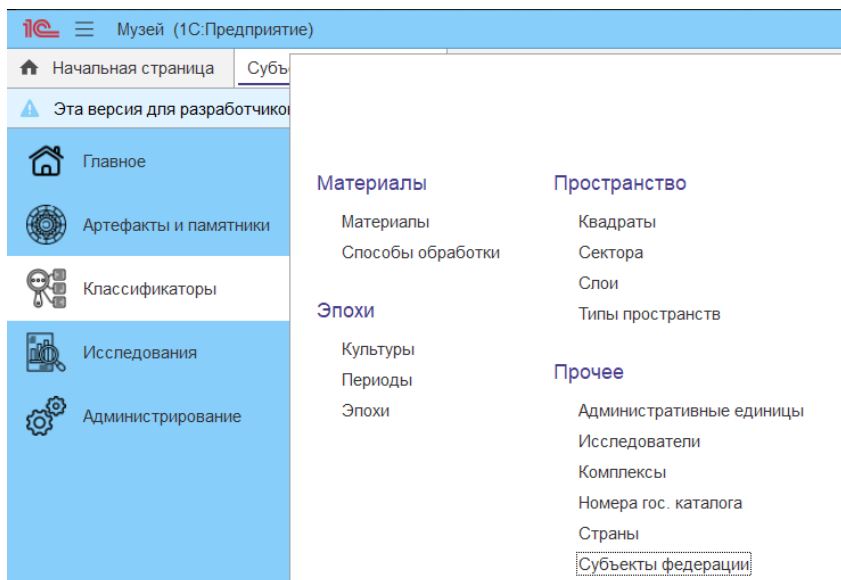 1С Музей (1С:Предприятие)
Начальная страница Субъ
Эта версия для разработчиков
Главное
Артефакты и памятники
Классификаторы
Исследования
Администрирование
Материалы
Материалы
Способы обработки
Эпохи
Культуры
Периоды
Эпохи
Пространство
Квадраты
Сектора
Слои
Типы пространств
Прочее
Административные единицы
Исследователи
Комплексы
Номера гос. каталога
Страны
Субъекты федерации